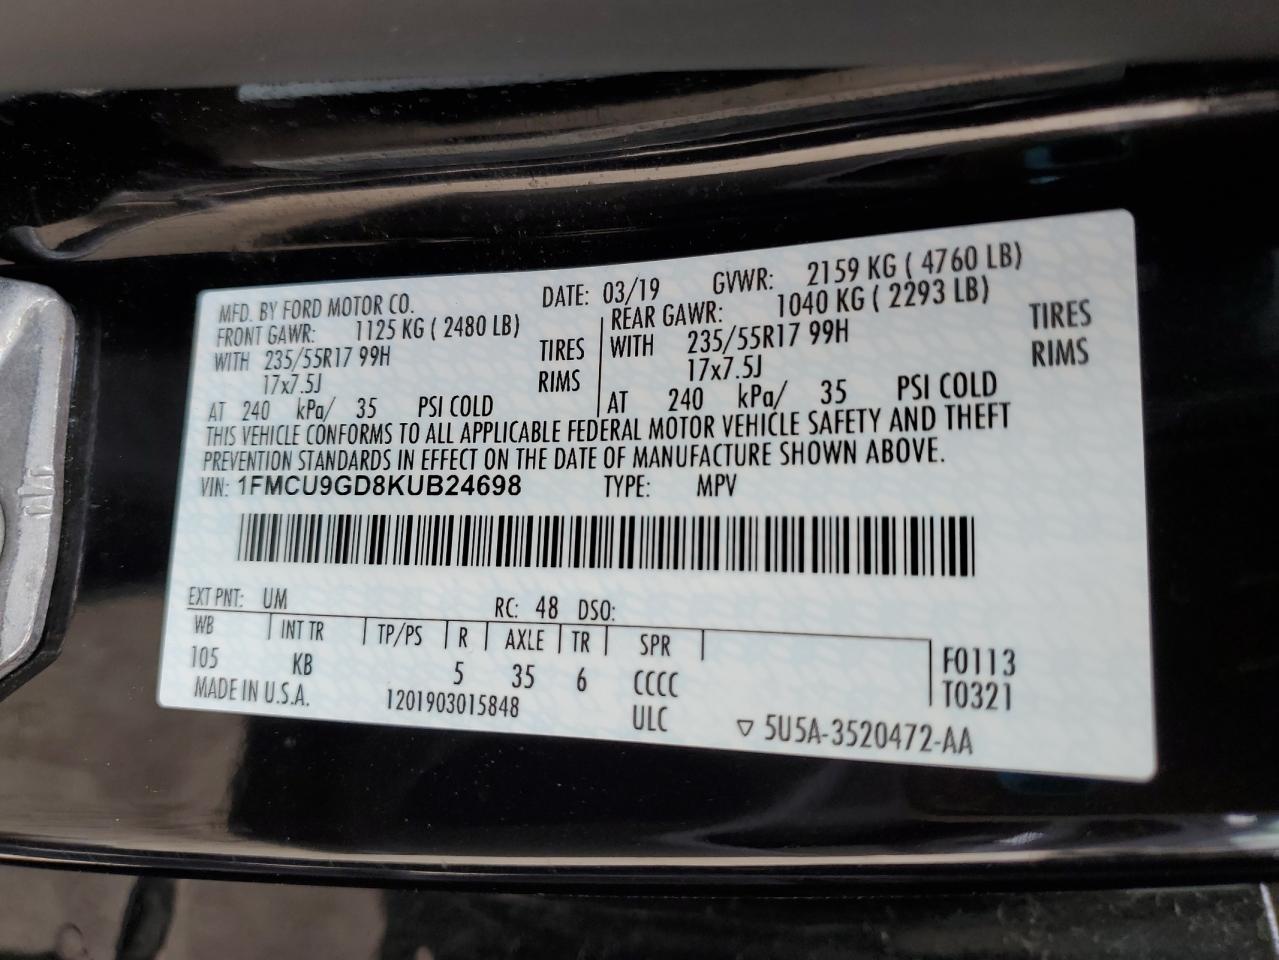 MFD. BY FORD MOTOR CO. DATE: 03/19 GVWR: 2159 KG ( 4760 LB)
FRONT GAWR: 1125 KG ( 2480 LB) REAR GAWR: 1040 KG ( 2293 LB)
WITH 235/55R17 99H TIRES WITH 235/55R17 99H TIRES
17x7.5J RIMS 17x7.5J RIMS
AT 240 kPa/ 35 PSI COLD AT 240 kPa/ 35 PSI COLD
THIS VEHICLE CONFORMS TO ALL APPLICABLE FEDERAL MOTOR VEHICLE SAFETY AND THEFT
PREVENTION STANDARDS IN EFFECT ON THE DATE OF MANUFACTURE SHOWN ABOVE.
VIN: 1FMCU9GD8KUB24698 TYPE: MPV
EXT PNT: UM RC: 48 DSO:
WB INT TR TP/PS R AXLE TR SPR
105 KB 5 35 6 CCCC F0113
MADE IN U.S.A. 1201903015848 ULC T0321
▽ 5U5A-3520472-AA